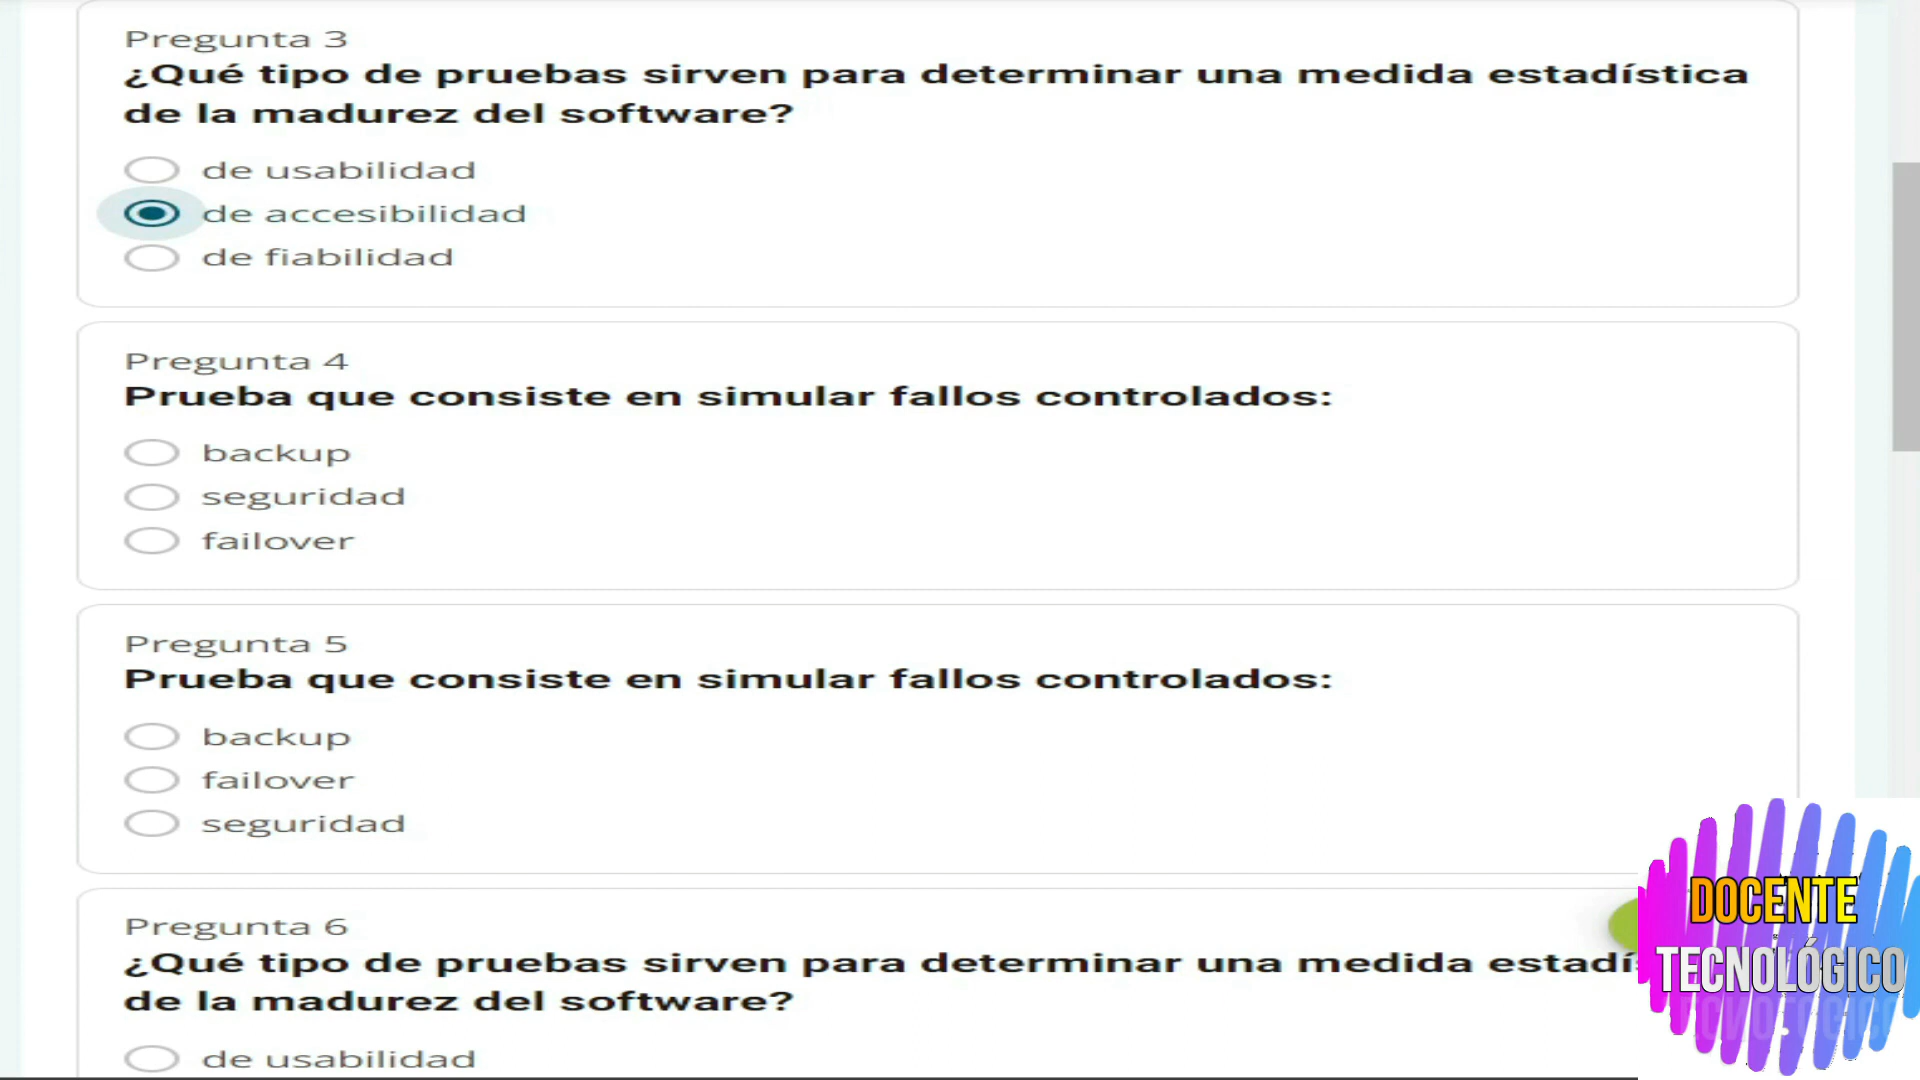 Pregunta 3
¿Qué tipo de pruebas sirven para determinar una medida estadística
de la madurez del software?
de usabilidad
de accesibilidad
de fiabilidad
Pregunta 4
Prueba que consiste en simular fallos controlados:
backup
seguridad
failover
Pregunta 5
Prueba que consiste en simular fallos controlados:
backup
failover
seguridad
Pregunta 6
¿Qué tipo de pruebas sirven para determinar una medida
de la madurez del software?
de usabilidad
DOCENTE
TECNOLÓGICO